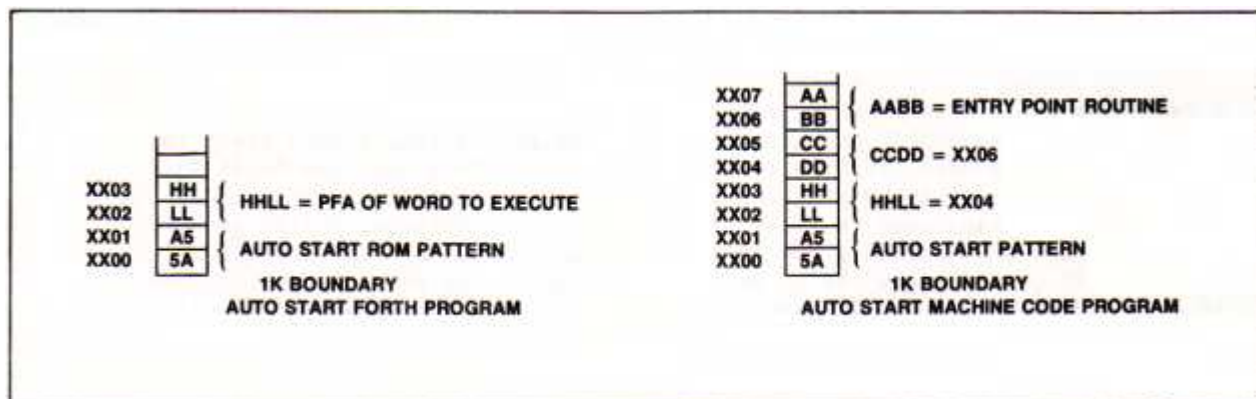 XX03 HH
HHLL = PFA OF WORD TO EXECUTE
XX02 LL
XX01 A5
AUTO START ROM PATTERN
XX00 5A
1K BOUNDARY
AUTO START FORTH PROGRAM
XX07 AA
AABB = ENTRY POINT ROUTINE
XX06 BB
XX05 CC
CCDD = XX06
XX04 DD
XX03 HH
HHLL = XX04
XX02 LL
XX01 A5
AUTO START PATTERN
XX00 5A
1K BOUNDARY
AUTO START MACHINE CODE PROGRAM